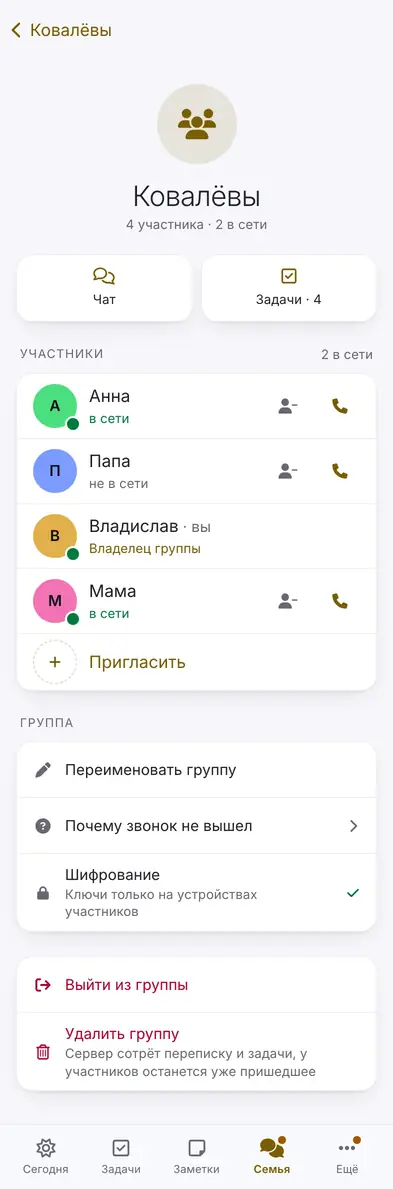 Ковалёвы
Ковалёвы
4 участника · 2 в сети
Чат
Задачи · 4
УЧАСТНИКИ
2 в сети
А
Анна
в сети
П
Папа
не в сети
В
Владислав · вы
Владелец группы
М
Мама
в сети
+
Пригласить
ГРУППА
Переименовать группу
Почему звонок не вышел
Шифрование
Ключи только на устройствах
участников
Выйти из группы
Удалить группу
Сервер сотрёт переписку и задачи, у
участников останется уже пришедшее
Сегодня
Задачи
Заметки
Семья
Ещё